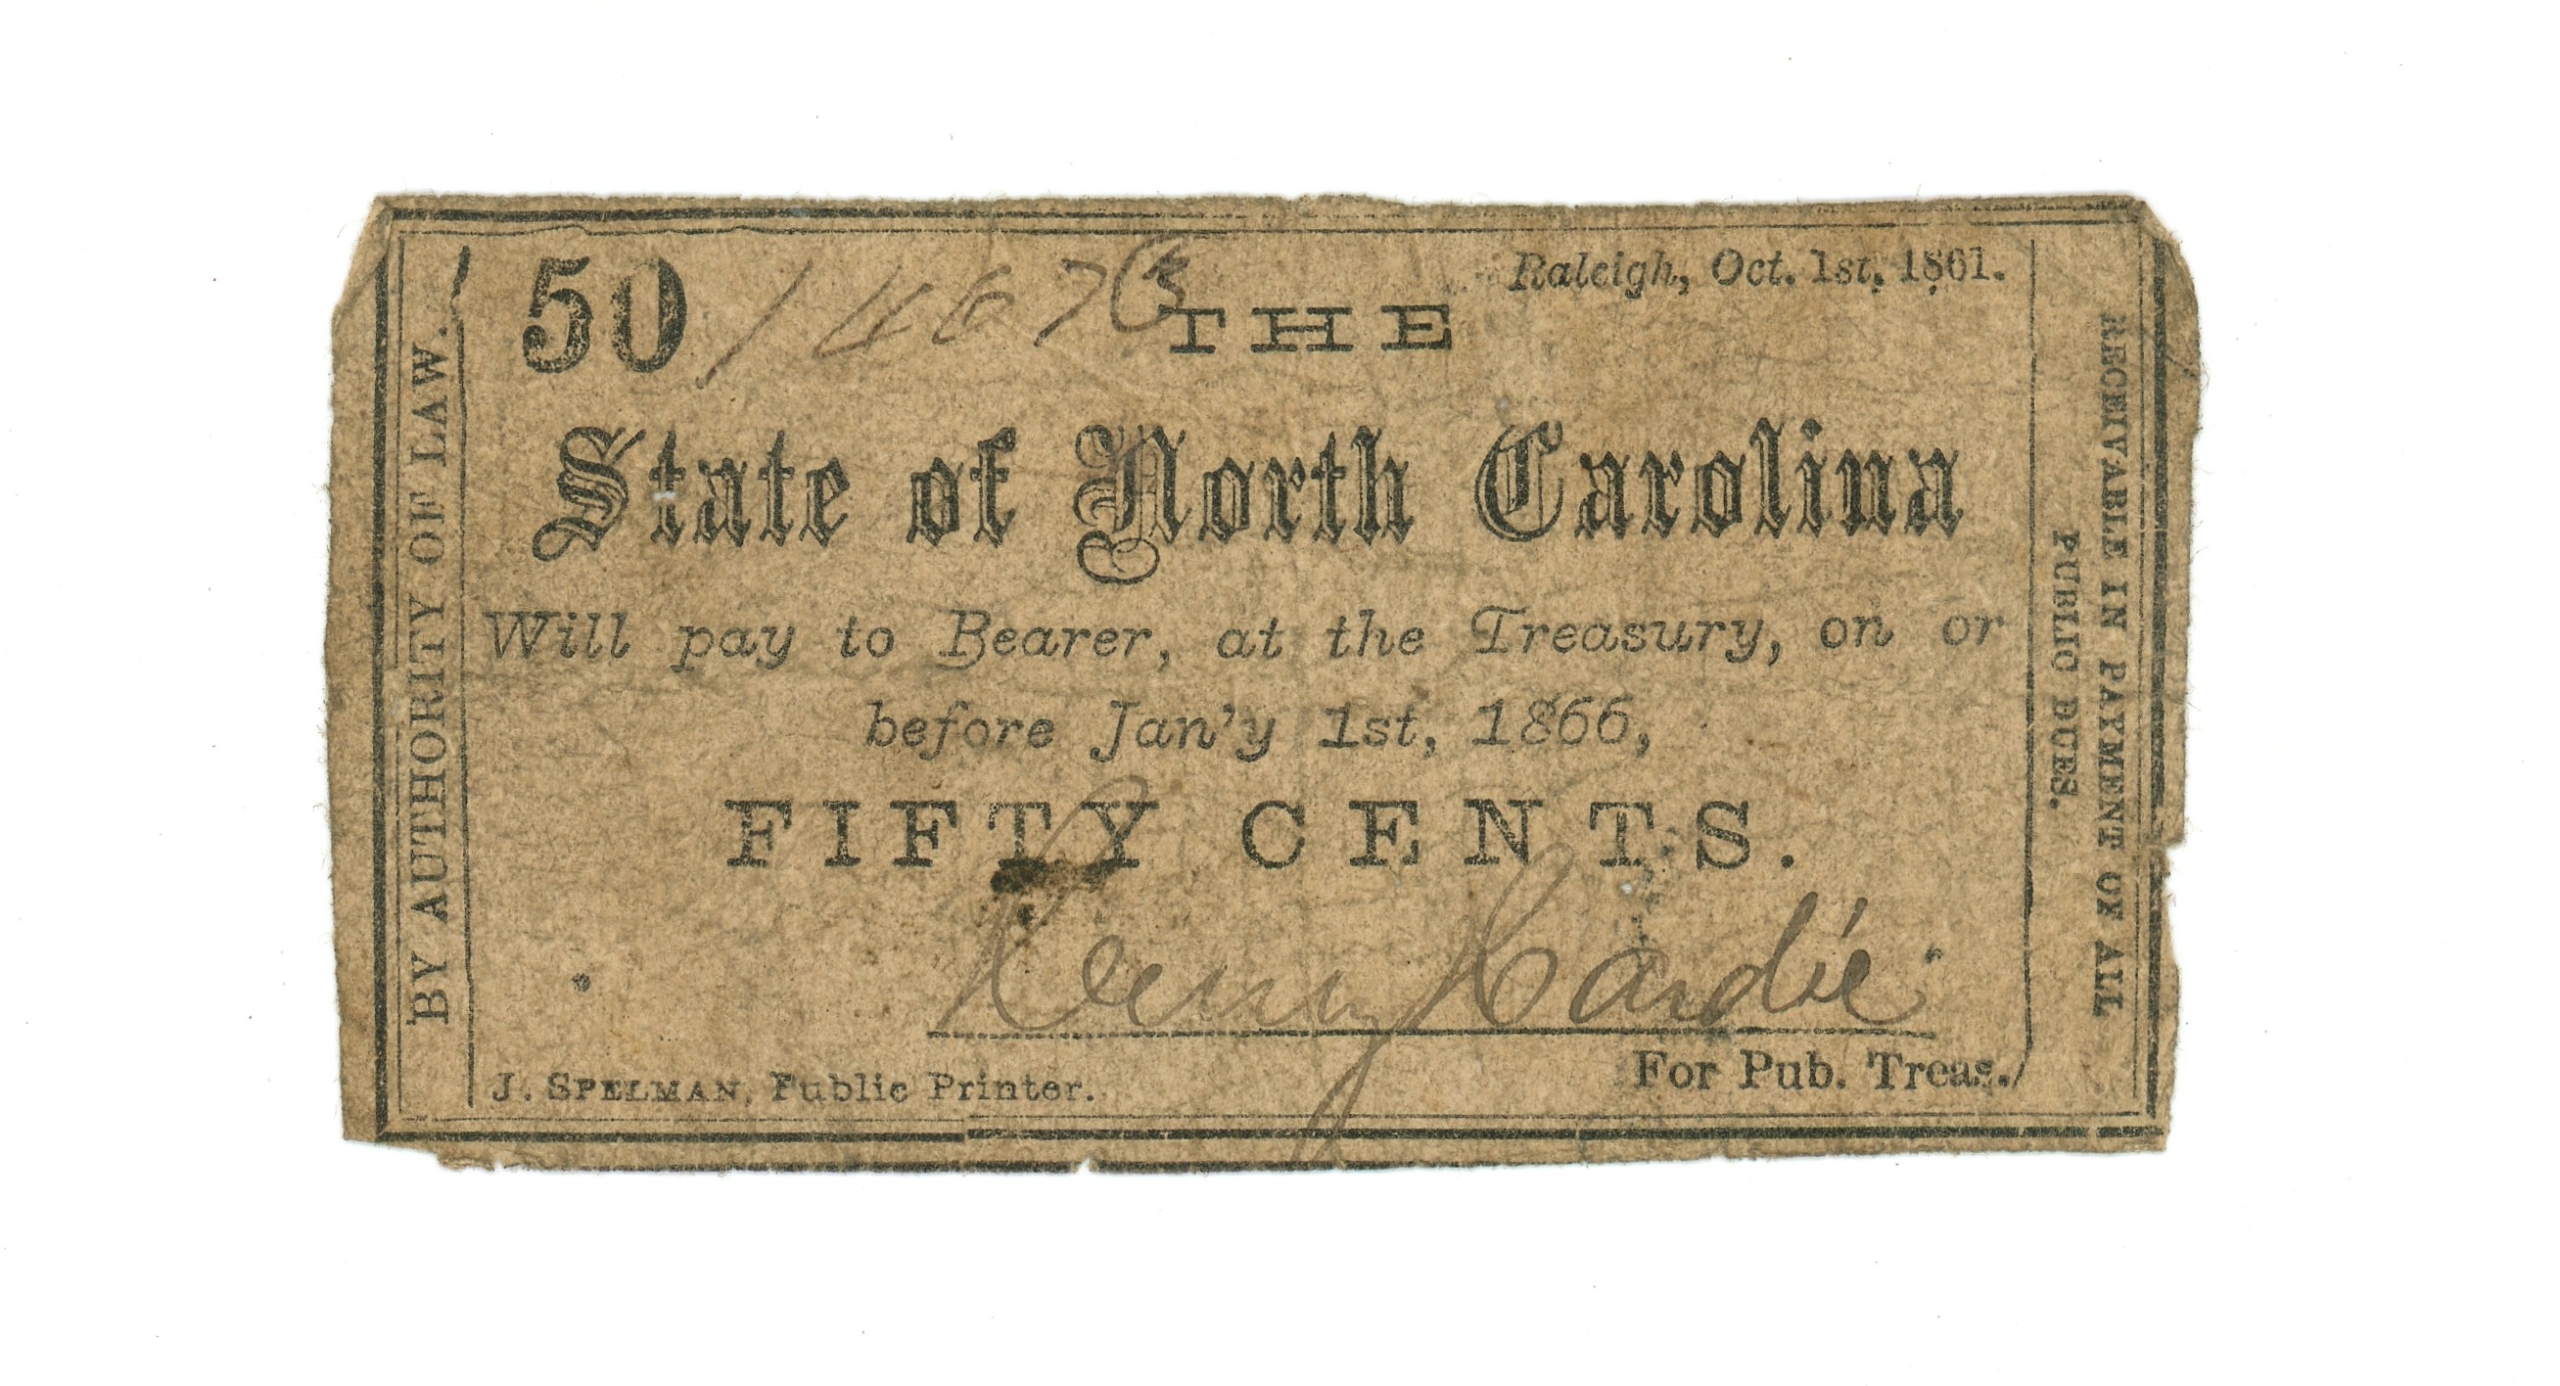 BY AUTHORITY OF LAW.
50
Raleigh, Oct. 1st, 1861.
THE
State of North Carolina
Will pay to Bearer, at the Treasury, on or
before Jan'y 1st, 1866,
FIFTY CENTS.
Henry Hardie
For Pub. Treas.
J. SPELMAN, Public Printer.
RECEIVABLE IN PAYMENT OF ALL
PUBLIC DUES.